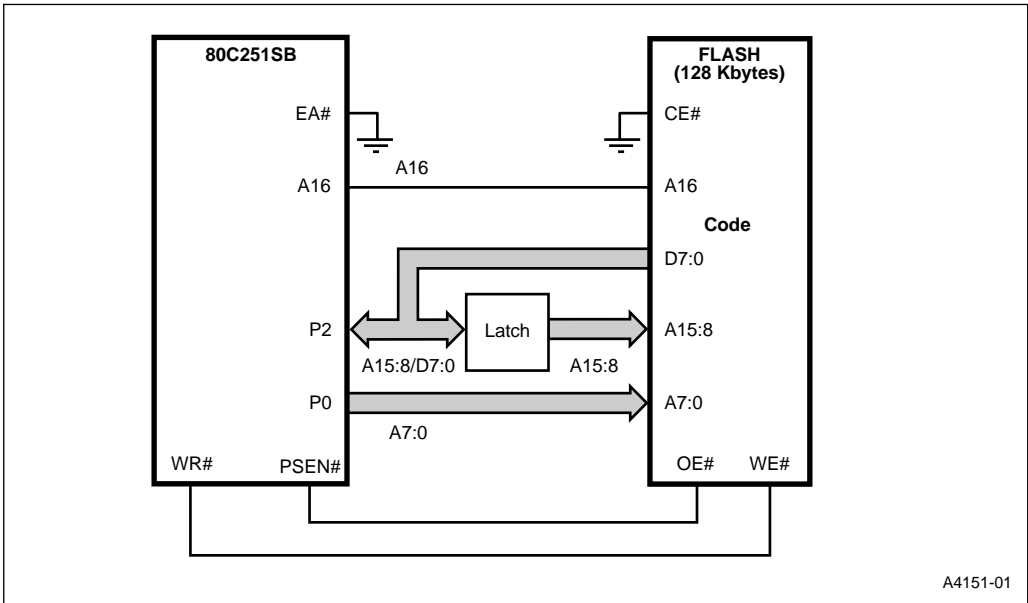 80C251SB
EA#
A16
P2
P0
WR#
PSEN#
A16
Latch
A15:8/D7:0
A15:8
A7:0
FLASH
(128 Kbytes)
CE#
A16
Code
D7:0
A15:8
A7:0
OE#
WE#
A4151-01